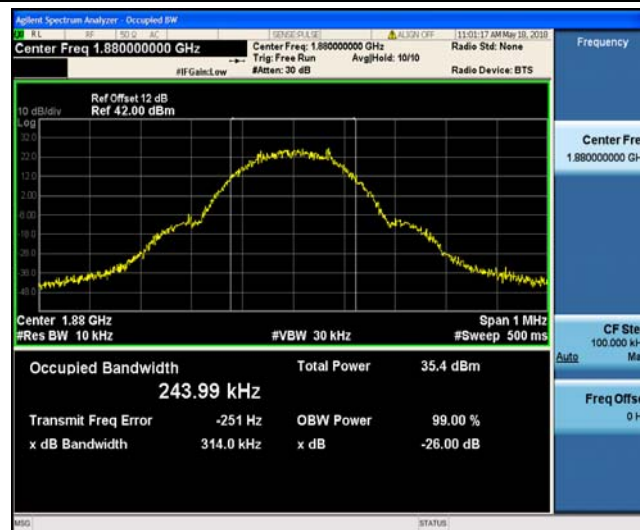 Agilent Spectrum Analyzer - Occupied BW
RL RF 50 Ω AC SENSE:PULSE ALIGN OFF 11:01:17 AM May 18, 2018
Center Freq 1.880000000 GHz Center Freq: 1.880000000 GHz Radio Std: None Frequency
Trig: Free Run Avg|Hold: 10/10
#IFGain:Low #Atten: 30 dB Radio Device: BTS
Ref Offset 12 dB
10 dB/div Ref 42.00 dBm
Log
32.0
22.0
12.0
2.00
-8.00
-18.0
-28.0
-38.0
-48.0
Center Fre
1.880000000 GH
Center 1.88 GHz Span 1 MHz
#Res BW 10 kHz #VBW 30 kHz #Sweep 500 ms
CF Ste
100.000 kH
Auto Ma
Occupied Bandwidth Total Power 35.4 dBm
243.99 kHz
Freq Offse
0 H
Transmit Freq Error -251 Hz OBW Power 99.00 %
x dB Bandwidth 314.0 kHz x dB -26.00 dB
MSG STATUS